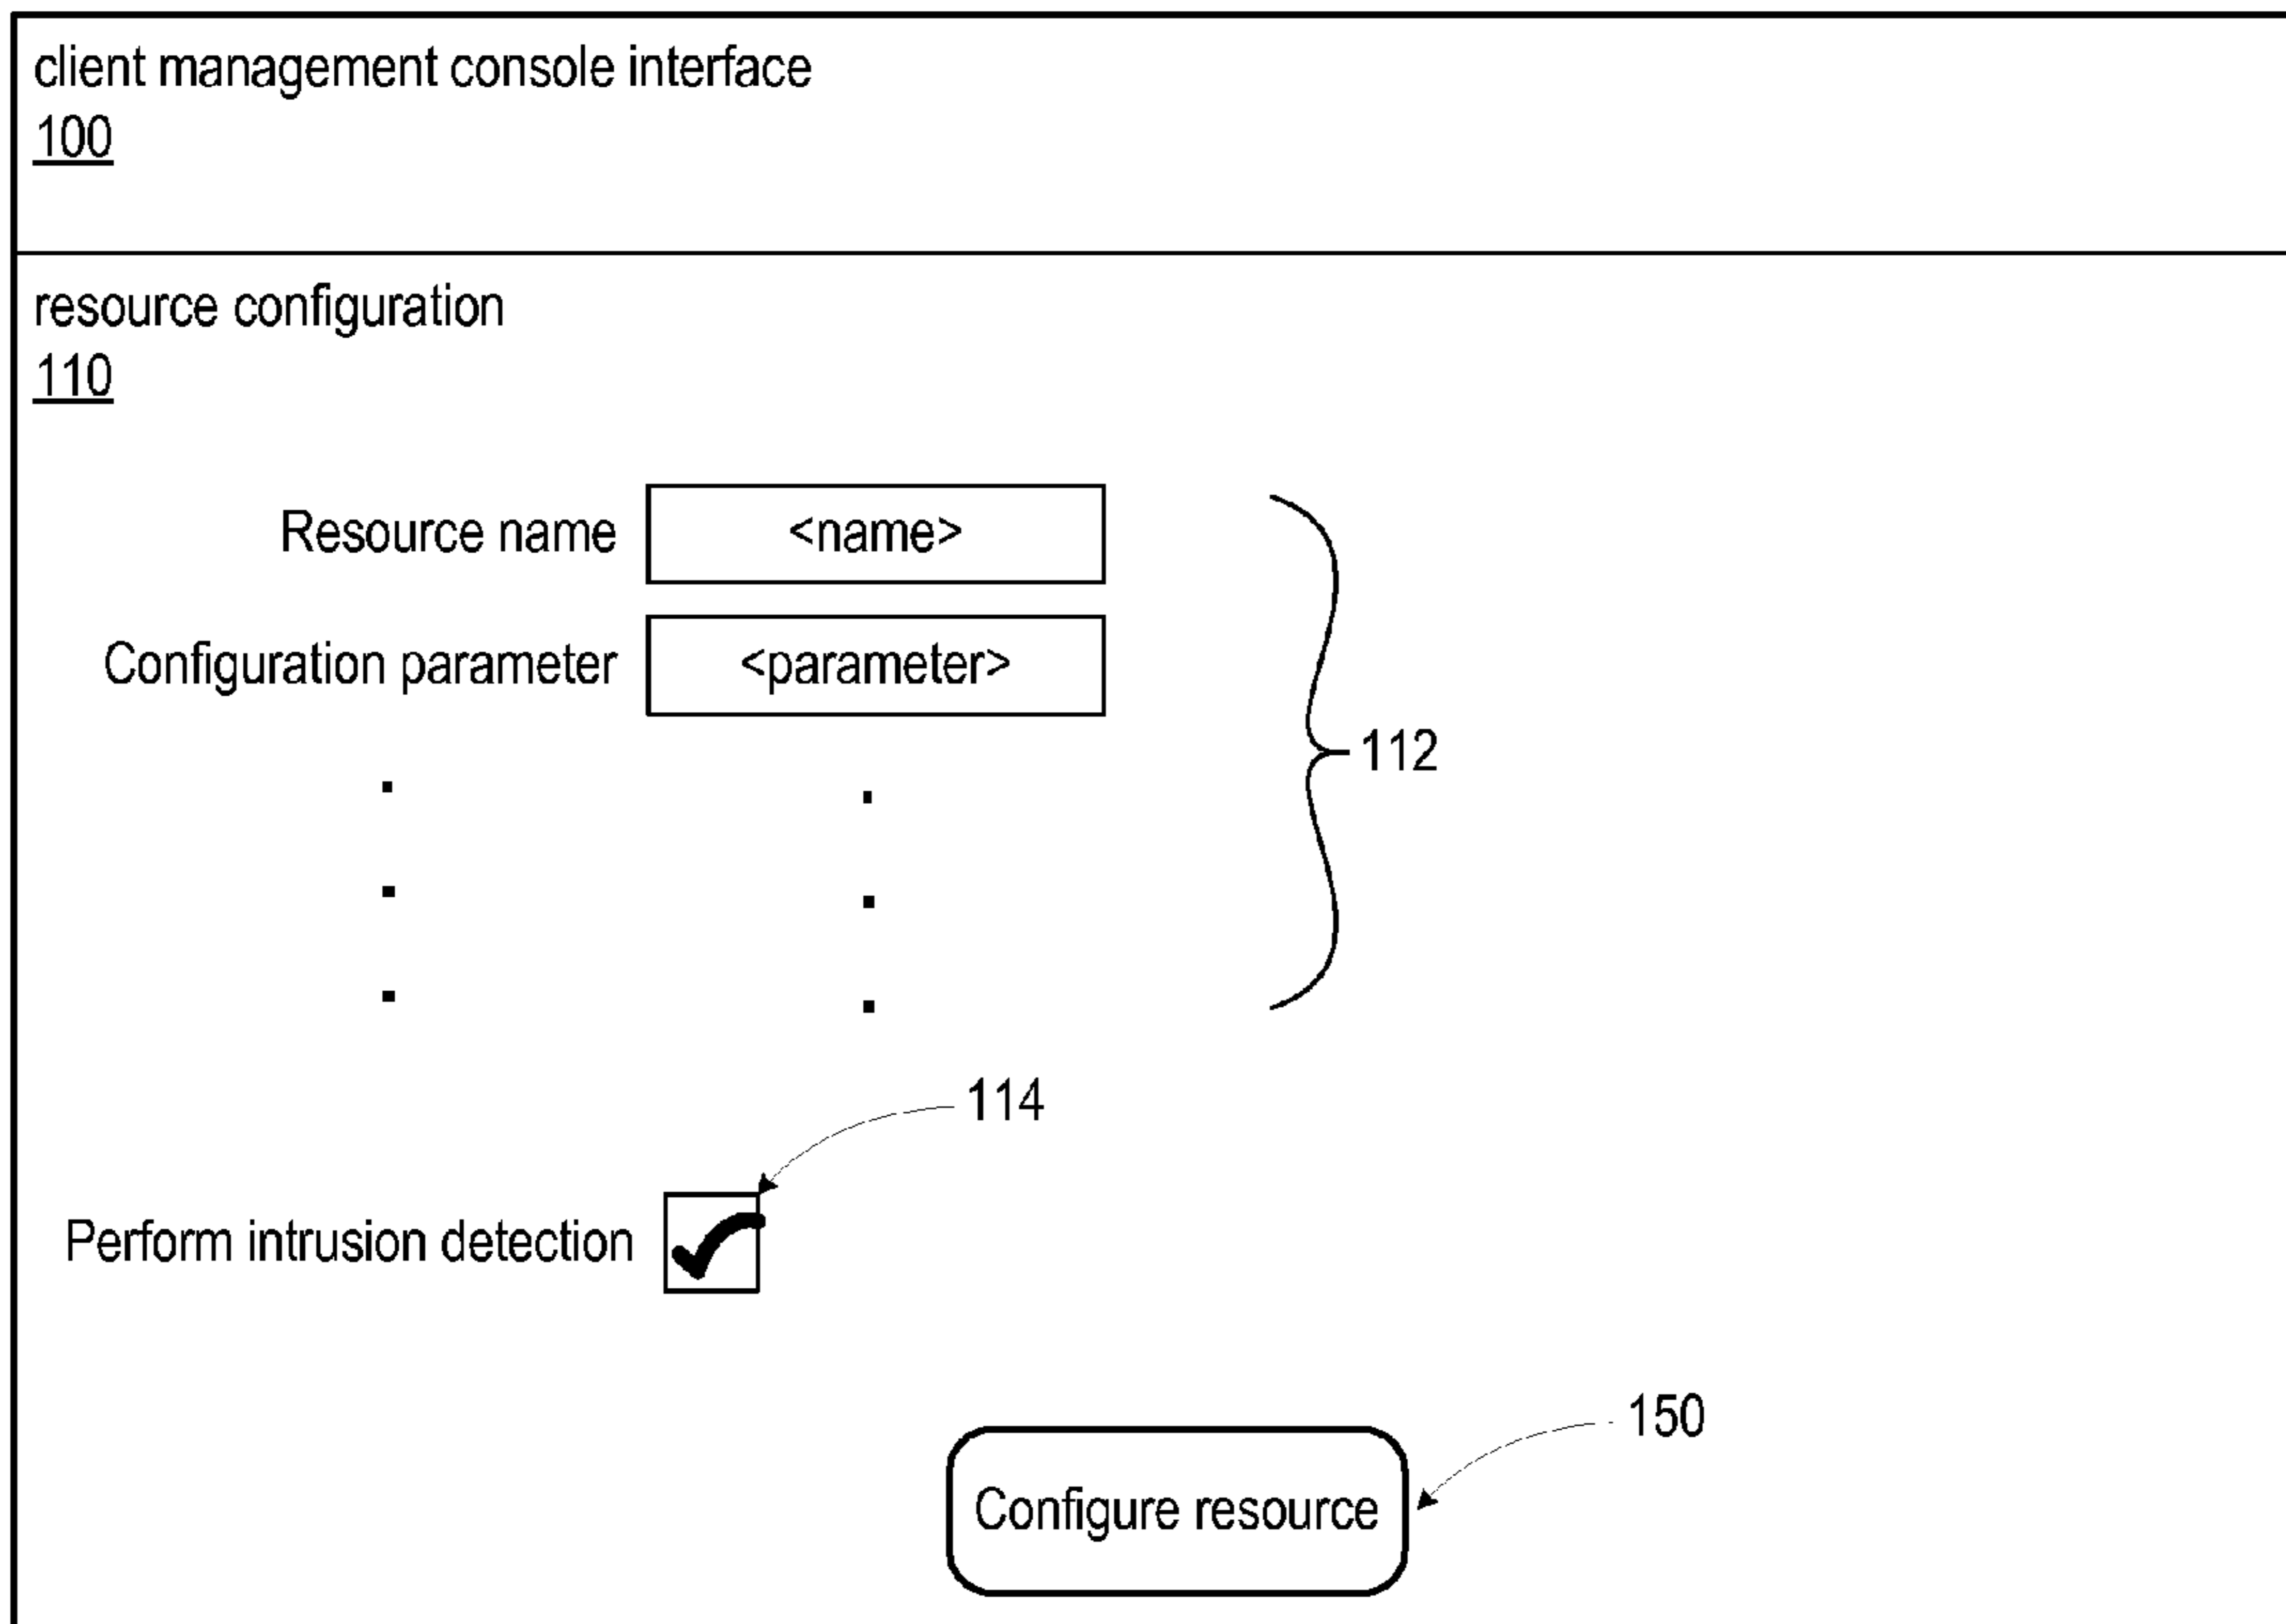 client management console interface
100
resource configuration
110
Resource name <name>
Configuration parameter <parameter>
112
114
Perform intrusion detection
150
Configure resource